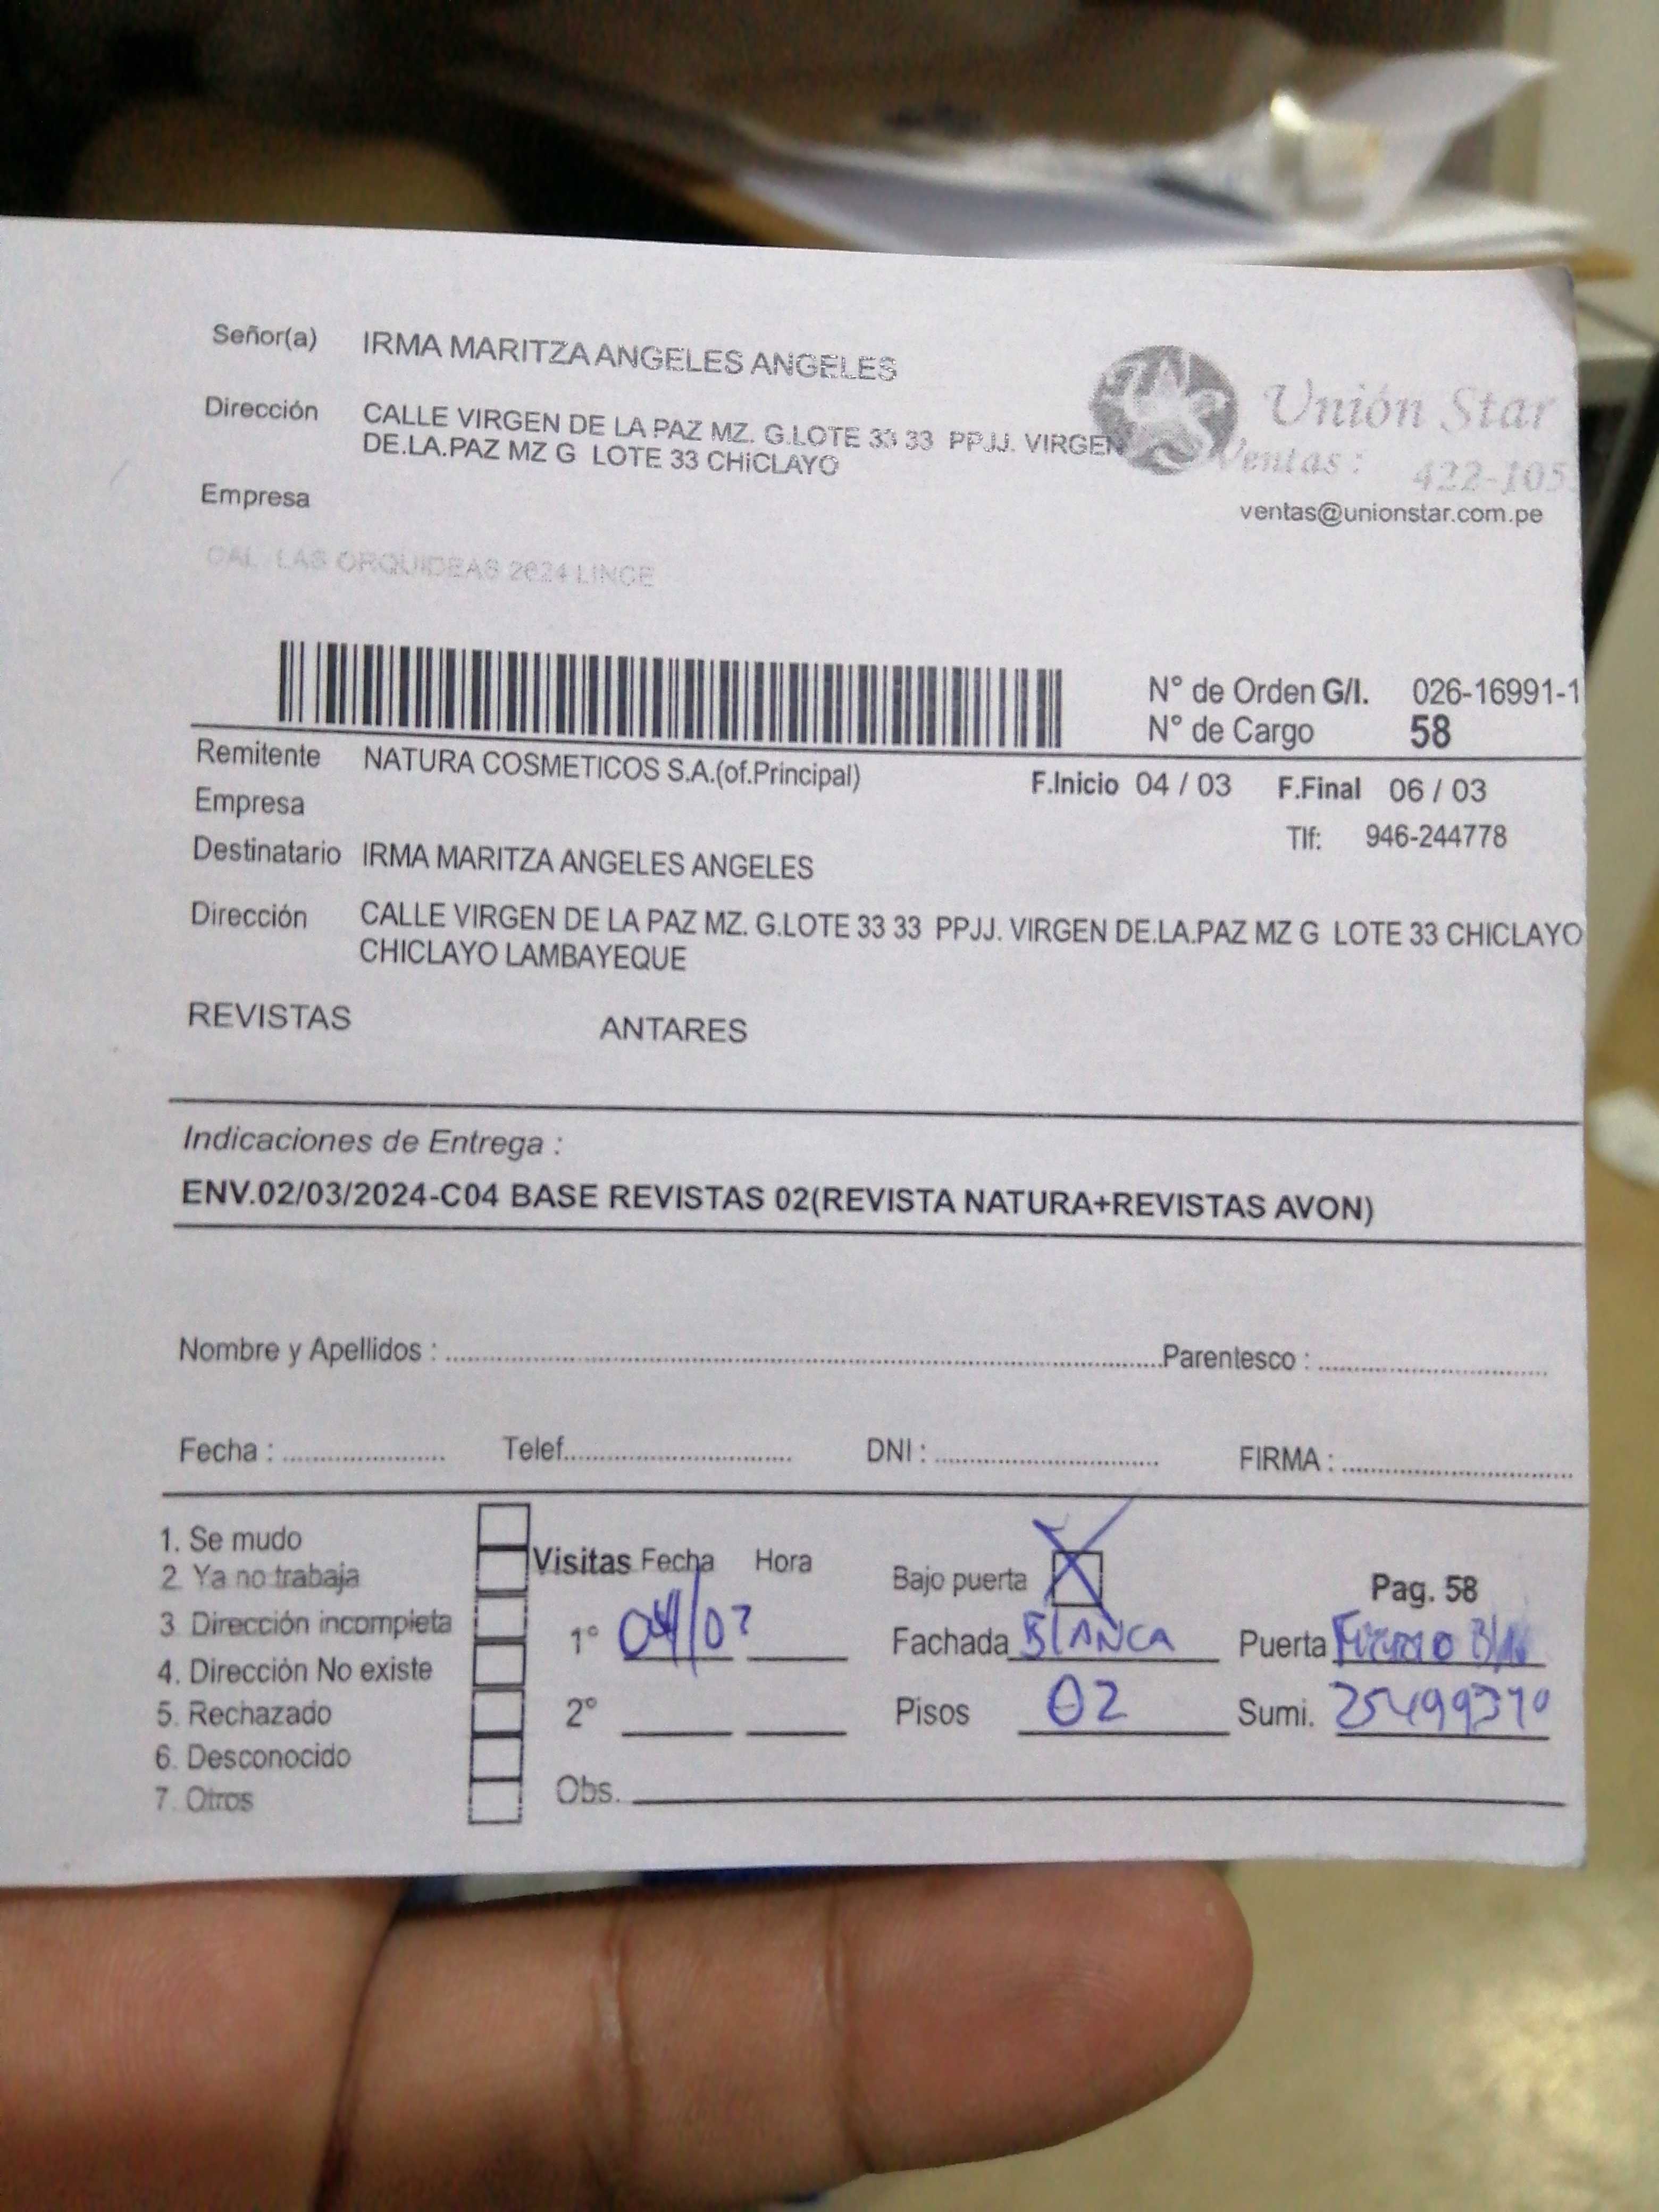 Señor(a) IRMA MARITZA ANGELES ANGELES
Dirección CALLE VIRGEN DE LA PAZ MZ. G.LOTE 33 33 PPJJ. VIRGEN
DE.LA.PAZ MZ G LOTE 33 CHICLAYO
Unión Star
Ventas: 422-105
ventas@unionstar.com.pe
Empresa
CAL LAS ORQUIDEAS 2624 LINCE
N° de Orden G/I. 026-16991-1
N° de Cargo 58
Remitente NATURA COSMETICOS S.A.(of.Principal) F.Inicio 04 / 03 F.Final 06 / 03
Empresa
Tlf: 946-244778
Destinatario IRMA MARITZA ANGELES ANGELES
Dirección CALLE VIRGEN DE LA PAZ MZ. G.LOTE 33 33 PPJJ. VIRGEN DE.LA.PAZ MZ G LOTE 33 CHICLAYO
CHICLAYO LAMBAYEQUE
REVISTAS ANTARES
Indicaciones de Entrega :
ENV.02/03/2024-C04 BASE REVISTAS 02(REVISTA NATURA+REVISTAS AVON)
Nombre y Apellidos : Parentesco :
Fecha : Telef. DNI : FIRMA :
1. Se mudo
2. Ya no trabaja
3. Dirección incompleta
4. Dirección No existe
5. Rechazado
6. Desconocido
7. Otros
Visitas Fecha Hora
1° 04/03
2°
Obs.
Bajo puerta X
Pag. 58
Fachada BLANCA Puerta
Pisos 02 Sumi.